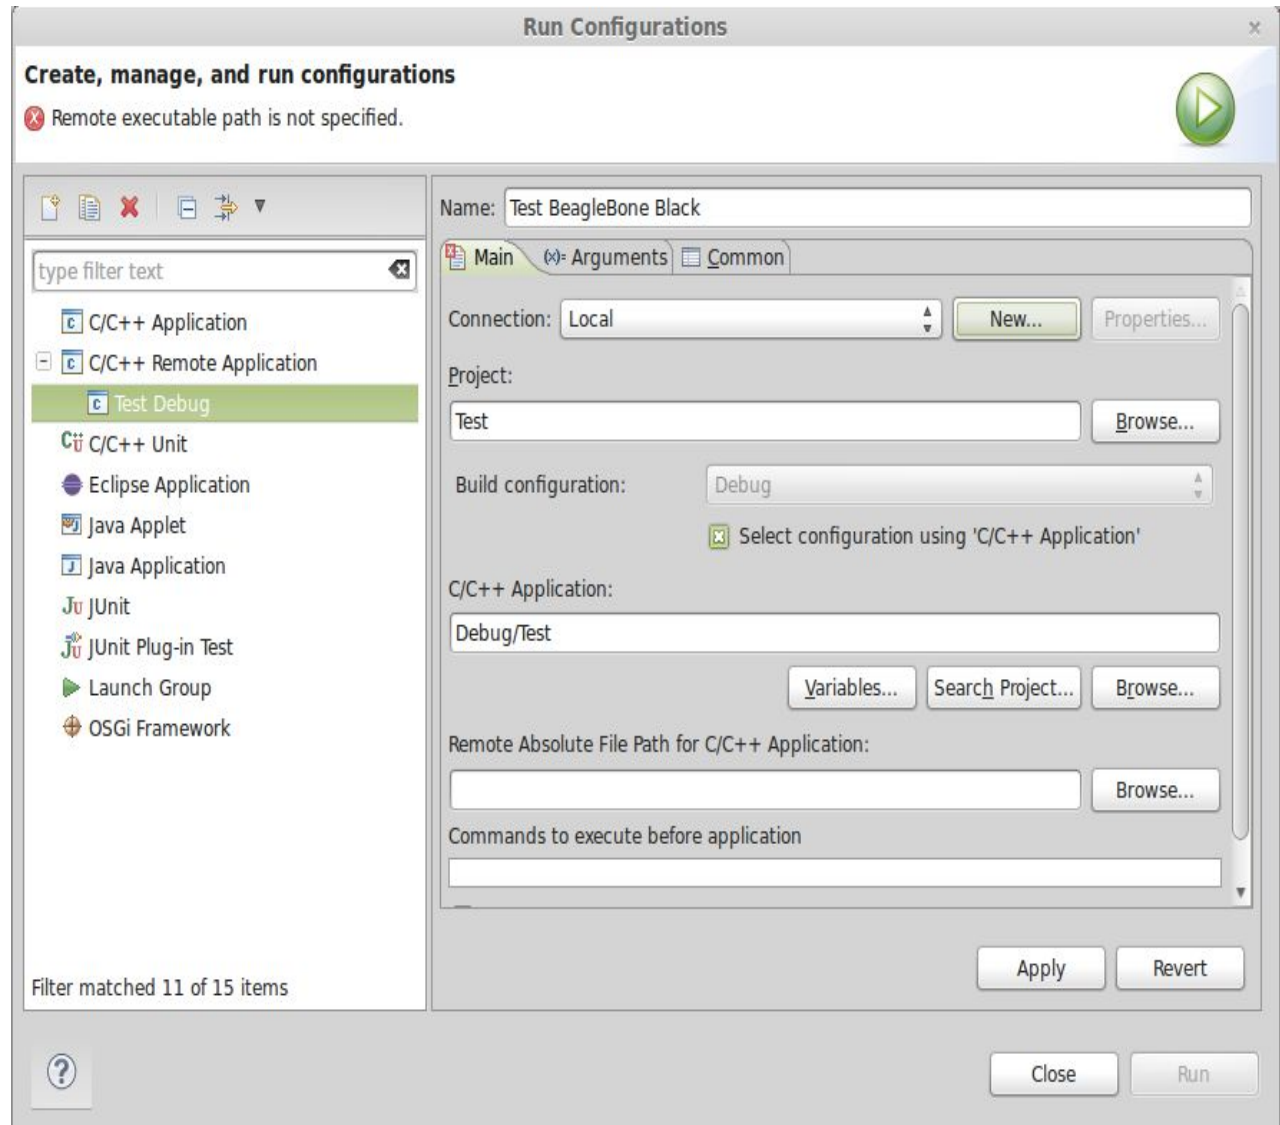 Run Configurations
Create, manage, and run configurations
Remote executable path is not specified.
Name: Test BeagleBone Black
type filter text
C/C++ Application
C/C++ Remote Application
Test Debug
C/C++ Unit
Eclipse Application
Java Applet
Java Application
JUnit
JUnit Plug-in Test
Launch Group
OSGi Framework
Filter matched 11 of 15 items
Main (x)= Arguments Common
Connection: Local New... Properties...
Project:
Test Browse...
Build configuration: Debug
Select configuration using 'C/C++ Application'
C/C++ Application:
Debug/Test
Variables... Search Project... Browse...
Remote Absolute File Path for C/C++ Application:
Browse...
Commands to execute before application
Apply Revert
Close Run